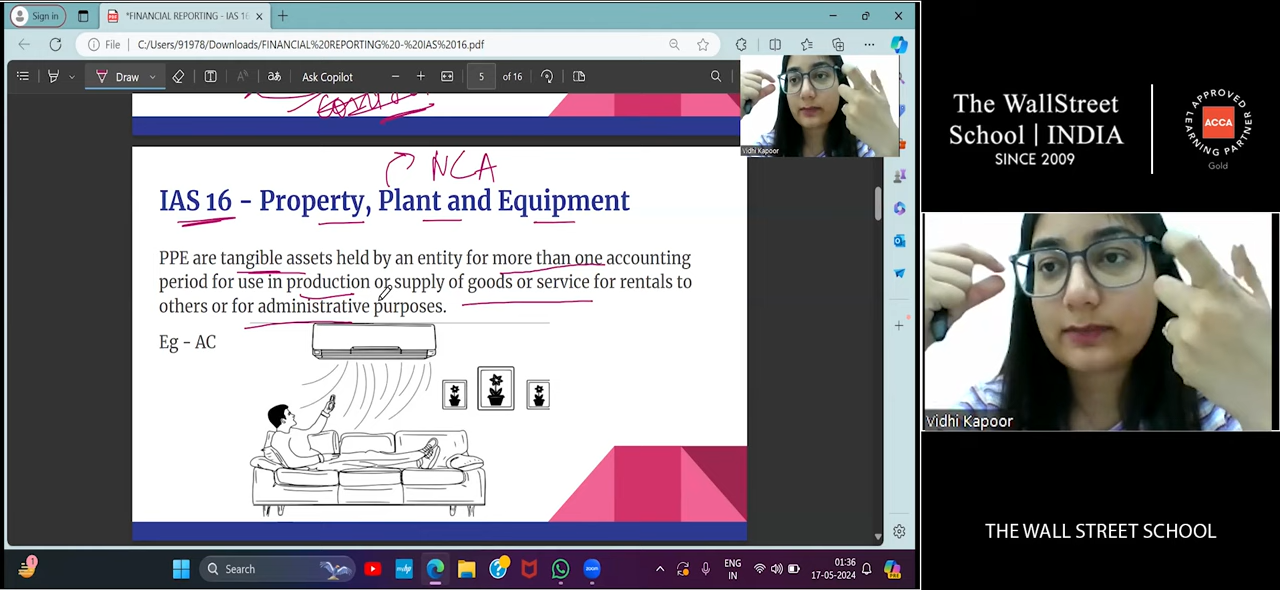 Sign in
*FINANCIAL REPORTING - IAS 16
File
C:/Users/91978/Downloads/FINANCIAL%20REPORTING%20-%20IAS%2016.pdf
Draw
Ask Copilot
5
of 16
Vidhi Kapoor
NCA
IAS 16 - Property, Plant and Equipment
PPE are tangible assets held by an entity for more than one accounting
period for use in production or supply of goods or service for rentals to
others or for administrative purposes.
Eg - AC
The WallStreet
School | INDIA
SINCE 2009
APPROVED
ACCA
LEARNING PARTNER
Gold
Vidhi Kapoor
THE WALL STREET SCHOOL
Search
ENG
IN
01:36
17-05-2024